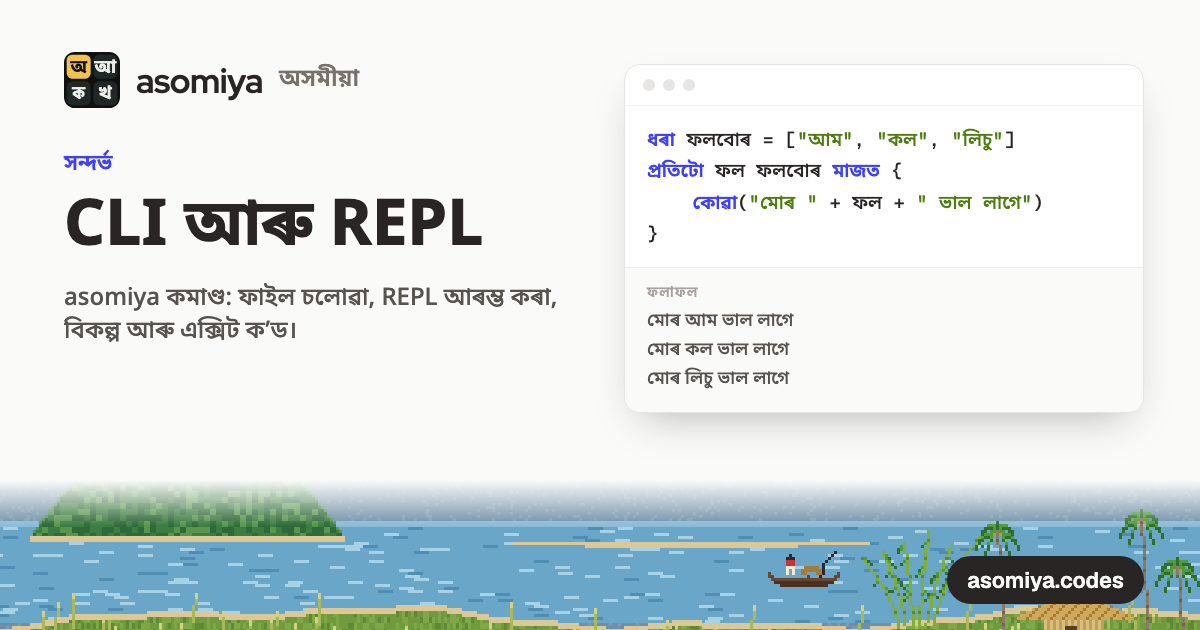 অ আ
ক খ
asomiya অসমীয়া
সন্দৰ্ভ
CLI আৰু REPL
asomiya কমাণ্ড: ফাইল চলোৱা, REPL আৰম্ভ কৰা,
বিকল্প আৰু এক্সিট ক’ড।
ধৰা ফলবোৰ = ["আম", "কল", "লিচু"]
প্ৰতিটো ফল ফলবোৰ মাজত {
    কোৱা("মোৰ " + ফল + " ভাল লাগে")
}
ফলাফল
মোৰ আম ভাল লাগে
মোৰ কল ভাল লাগে
মোৰ লিচু ভাল লাগে
asomiya.codes